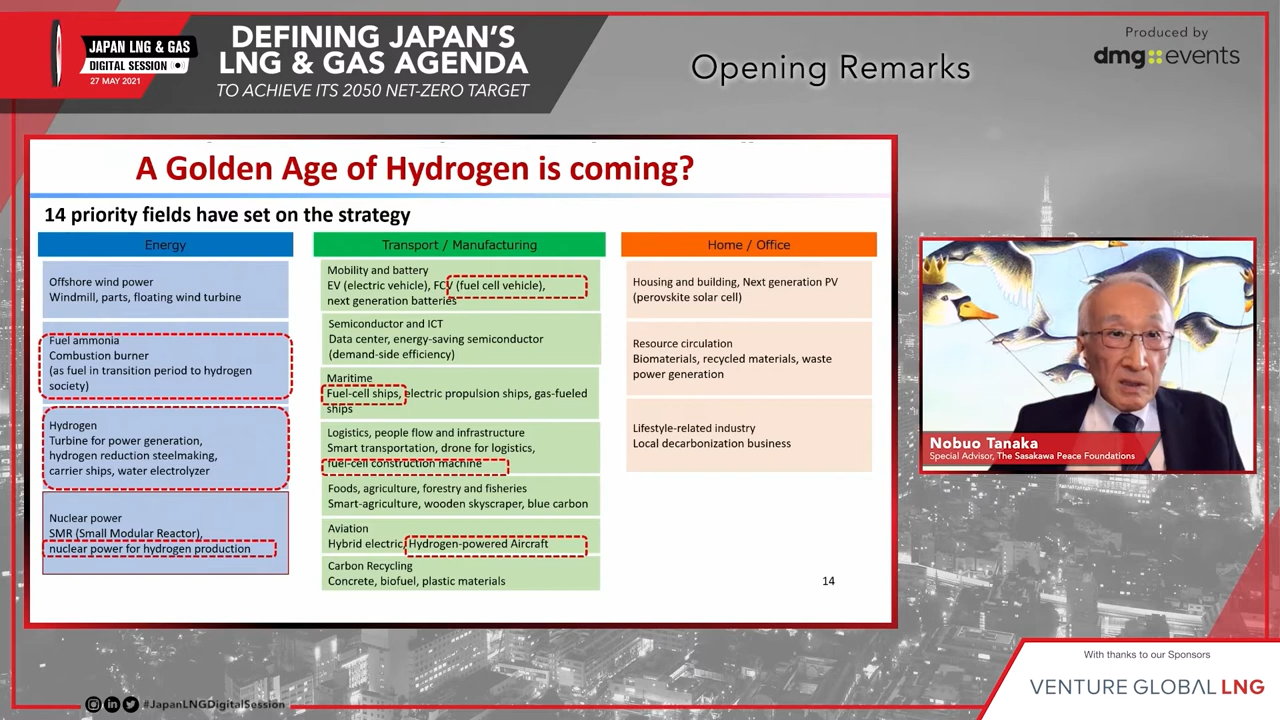 JAPAN LNG & GAS
DIGITAL SESSION
27 MAY 2021
DEFINING JAPAN'S
LNG & GAS AGENDA
TO ACHIEVE ITS 2050 NET-ZERO TARGET
Opening Remarks
Produced by
dmg events
A Golden Age of Hydrogen is coming?
14 priority fields have set on the strategy
Energy
Offshore wind power
Windmill, parts, floating wind turbine
Fuel ammonia
Combustion burner
(as fuel in transition period to hydrogen
society)
Hydrogen
Turbine for power generation,
hydrogen reduction steelmaking,
carrier ships, water electrolyzer
Nuclear power
SMR (Small Modular Reactor),
nuclear power for hydrogen production
Transport / Manufacturing
Mobility and battery
EV (electric vehicle), FCV (fuel cell vehicle),
next generation batteries
Semiconductor and ICT
Data center, energy-saving semiconductor
(demand-side efficiency)
Maritime
Fuel-cell ships, electric propulsion ships, gas-fueled
ships
Logistics, people flow and infrastructure
Smart transportation, drone for logistics,
fuel-cell construction machine
Foods, agriculture, forestry and fisheries
Smart-agriculture, wooden skyscraper, blue carbon
Aviation
Hybrid electric, Hydrogen-powered Aircraft
Carbon Recycling
Concrete, biofuel, plastic materials
Home / Office
Housing and building, Next generation PV
(perovskite solar cell)
Resource circulation
Biomaterials, recycled materials, waste
power generation
Lifestyle-related industry
Local decarbonization business
14
Nobuo Tanaka
Special Advisor, The Sasakawa Peace Foundations
#JapanLNGDigitalSession
With thanks to our Sponsors
VENTURE GLOBAL LNG